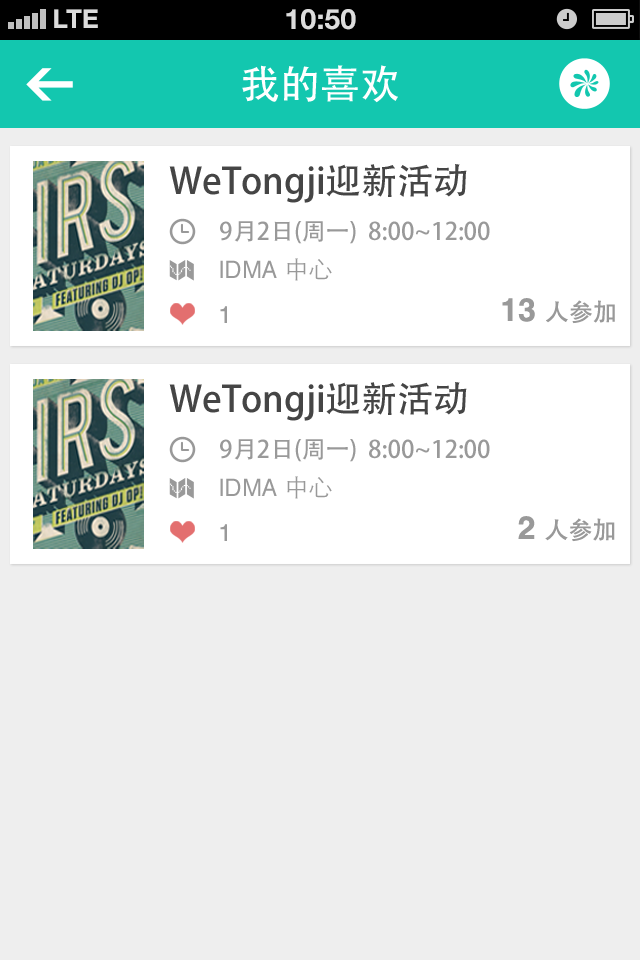 LTE 10:50
我的喜欢
IRS
ATURDAYS
FEATURING DJ OP!
WeTongji迎新活动
9月2日(周一) 8:00~12:00
IDMA 中心
1
13 人参加
IRS
ATURDAYS
FEATURING DJ OP!
WeTongji迎新活动
9月2日(周一) 8:00~12:00
IDMA 中心
1
2 人参加